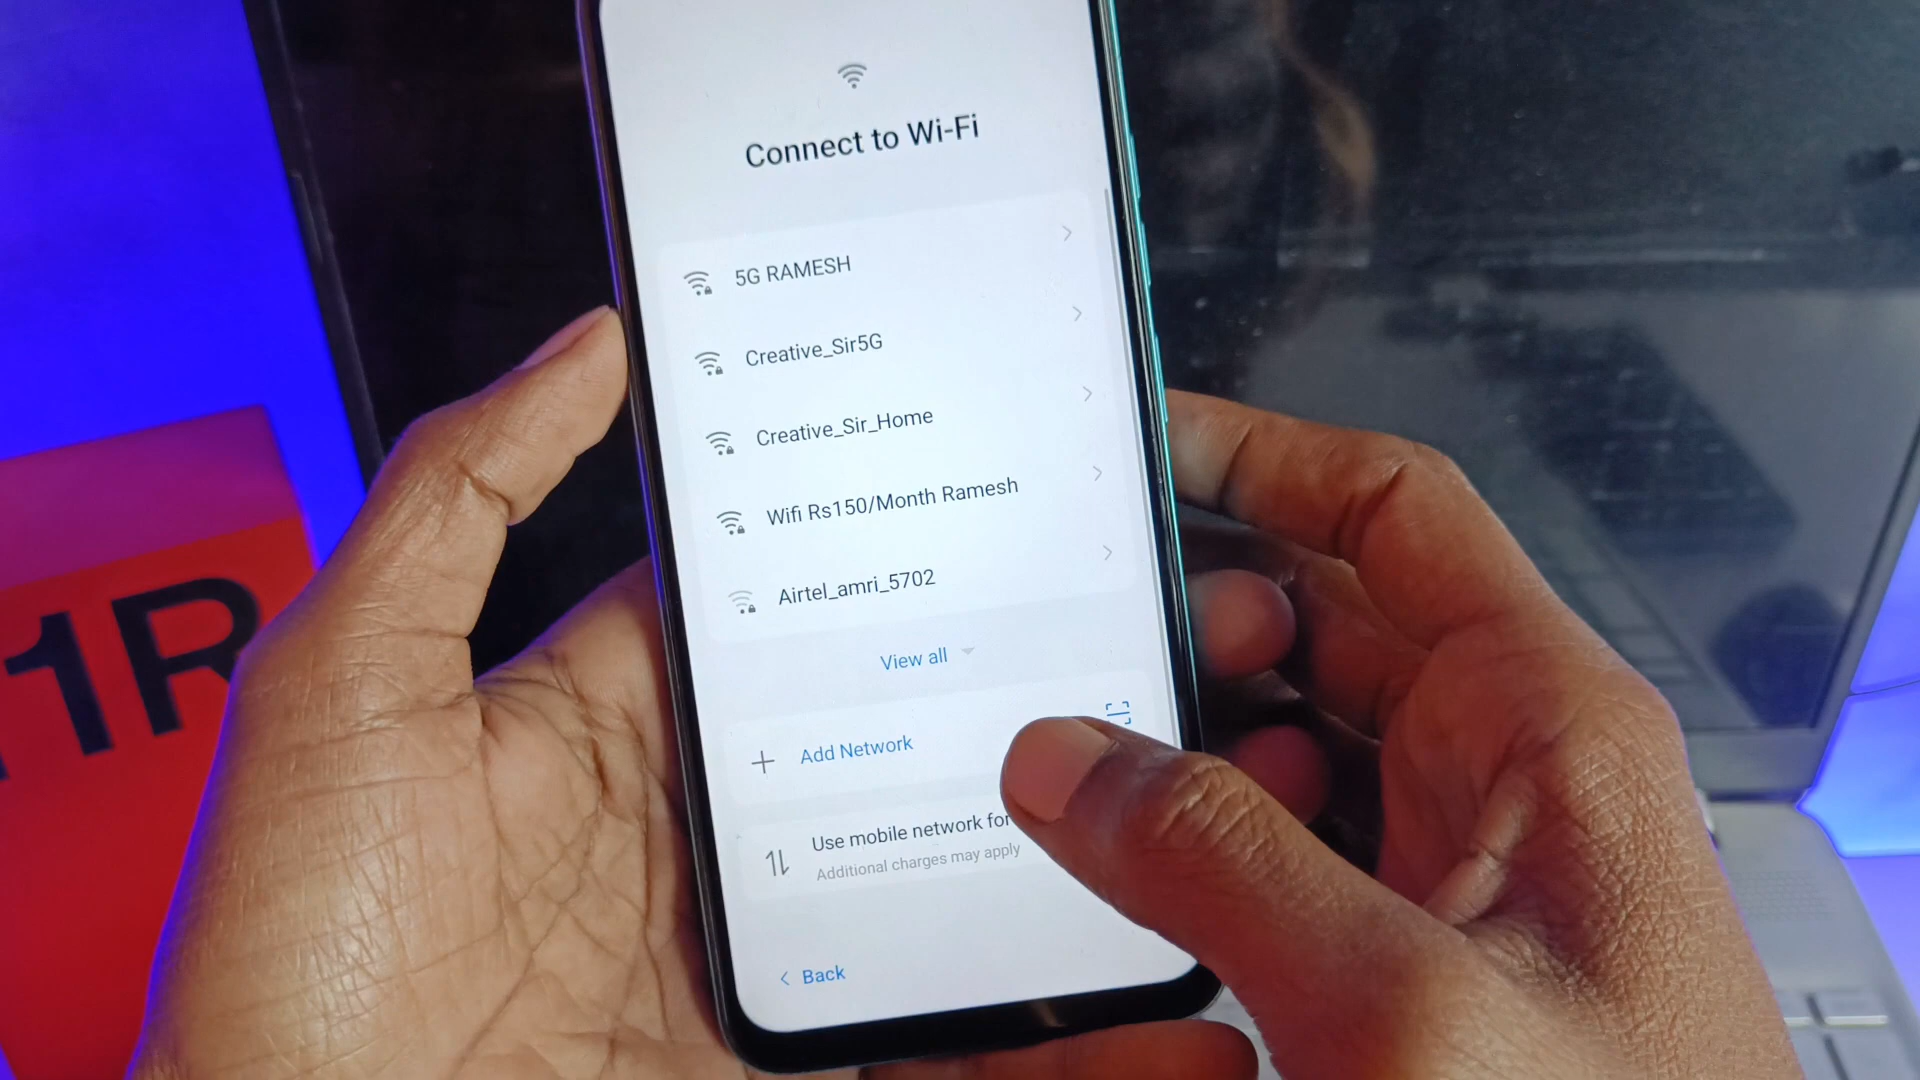 Connect to Wi-Fi
5G RAMESH
Creative_Sir5G
Creative_Sir_Home
Wifi Rs150/Month Ramesh
Airtel_amri_5702
View all
Add Network
Use mobile network for
Additional charges may apply
Back
1R